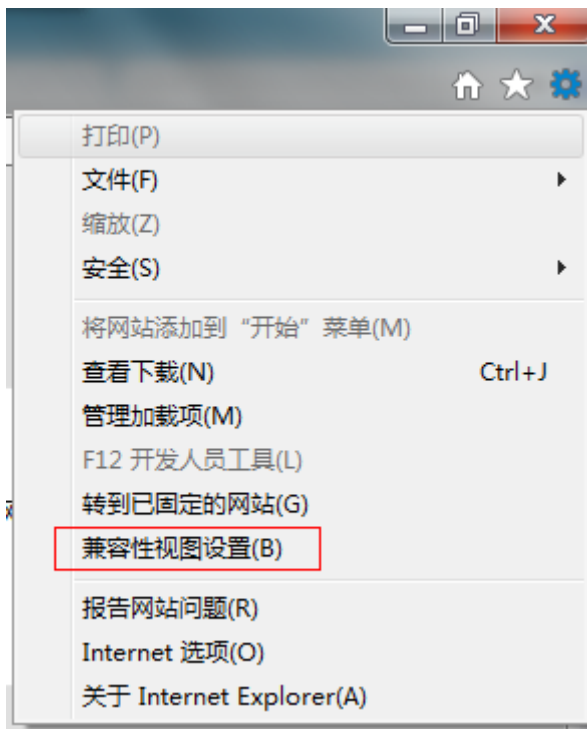 打印(P)
文件(F)
缩放(Z)
安全(S)
将网站添加到“开始”菜单(M)
查看下载(N) Ctrl+J
管理加载项(M)
F12 开发人员工具(L)
转到已固定的网站(G)
兼容性视图设置(B)
报告网站问题(R)
Internet 选项(O)
关于 Internet Explorer(A)